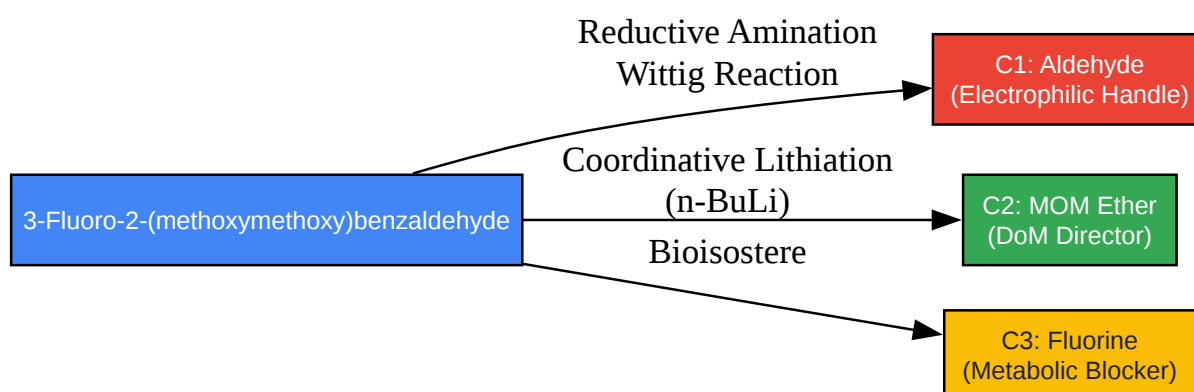 Reductive Amination
Wittig Reaction
C1: Aldehyde
(Electrophilic Handle)
Coordinative Lithiation
(n-BuLi)
3-Fluoro-2-(methoxymethoxy)benzaldehyde
C2: MOM Ether
(DoM Director)
Bioisostere
C3: Fluorine
(Metabolic Blocker)